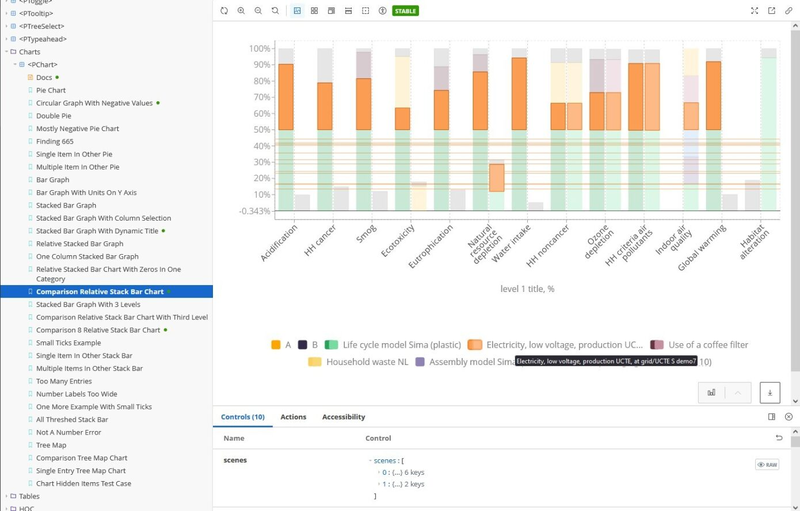 <PToggle>
<PTooltip>
<PTreeSelect>
<PTypeahead>
Charts
<PChart>
Docs
Pie Chart
Circular Graph With Negative Values
Double Pie
Mostly Negative Pie Chart
Finding 665
Single Item In Other Pie
Multiple Item In Other Pie
Bar Graph
Bar Graph With Units On Y Axis
Stacked Bar Graph
Stacked Bar Graph With Column Selection
Stacked Bar Graph With Dynamic Title
Relative Stacked Bar Graph
One Column Stacked Bar Graph
Relative Stacked Bar Chart With Zeros In One
Category
Comparison Relative Stack Bar Chart
Stacked Bar Graph With 3 Levels
Comparison Relative Stack Bar Chart With Third Level
Comparison 8 Relative Stack Bar Chart
Small Ticks Example
Single Item In Other Stack Bar
Multiple Items In Other Stack Bar
Too Many Entries
Number Labels Too Wide
One More Example With Small Ticks
All Threshed Stack Bar
Not A Number Error
Tree Map
Comparison Tree Map Chart
Single Entry Tree Map Chart
Chart Hidden Items Test Case
Tables
HOC
STABLE
100%
90%
80%
70%
60%
50%
40%
30%
20%
10%
-0.343%
Acidification
HH cancer
Smog
Ecotoxicity
Eutrophication
Natural
resource
depletion
Water intake
HH noncancer
Ozone
depletion
HH criteria air
pollutants
Indoor air
quality
Global warming
Habitat
alteration
level 1 title, %
A
B
Life cycle model Sima (plastic)
Electricity, low voltage, production UC...
Use of a coffee filter
Household waste NL
Assembly model Sima
Electricity, low voltage, production UCTE, at grid/UCTE S demo7
10)
Controls (10)
Actions
Accessibility
Name
Control
scenes
scenes : [
0 : {...} 6 keys
1 : {...} 2 keys
]
RAW